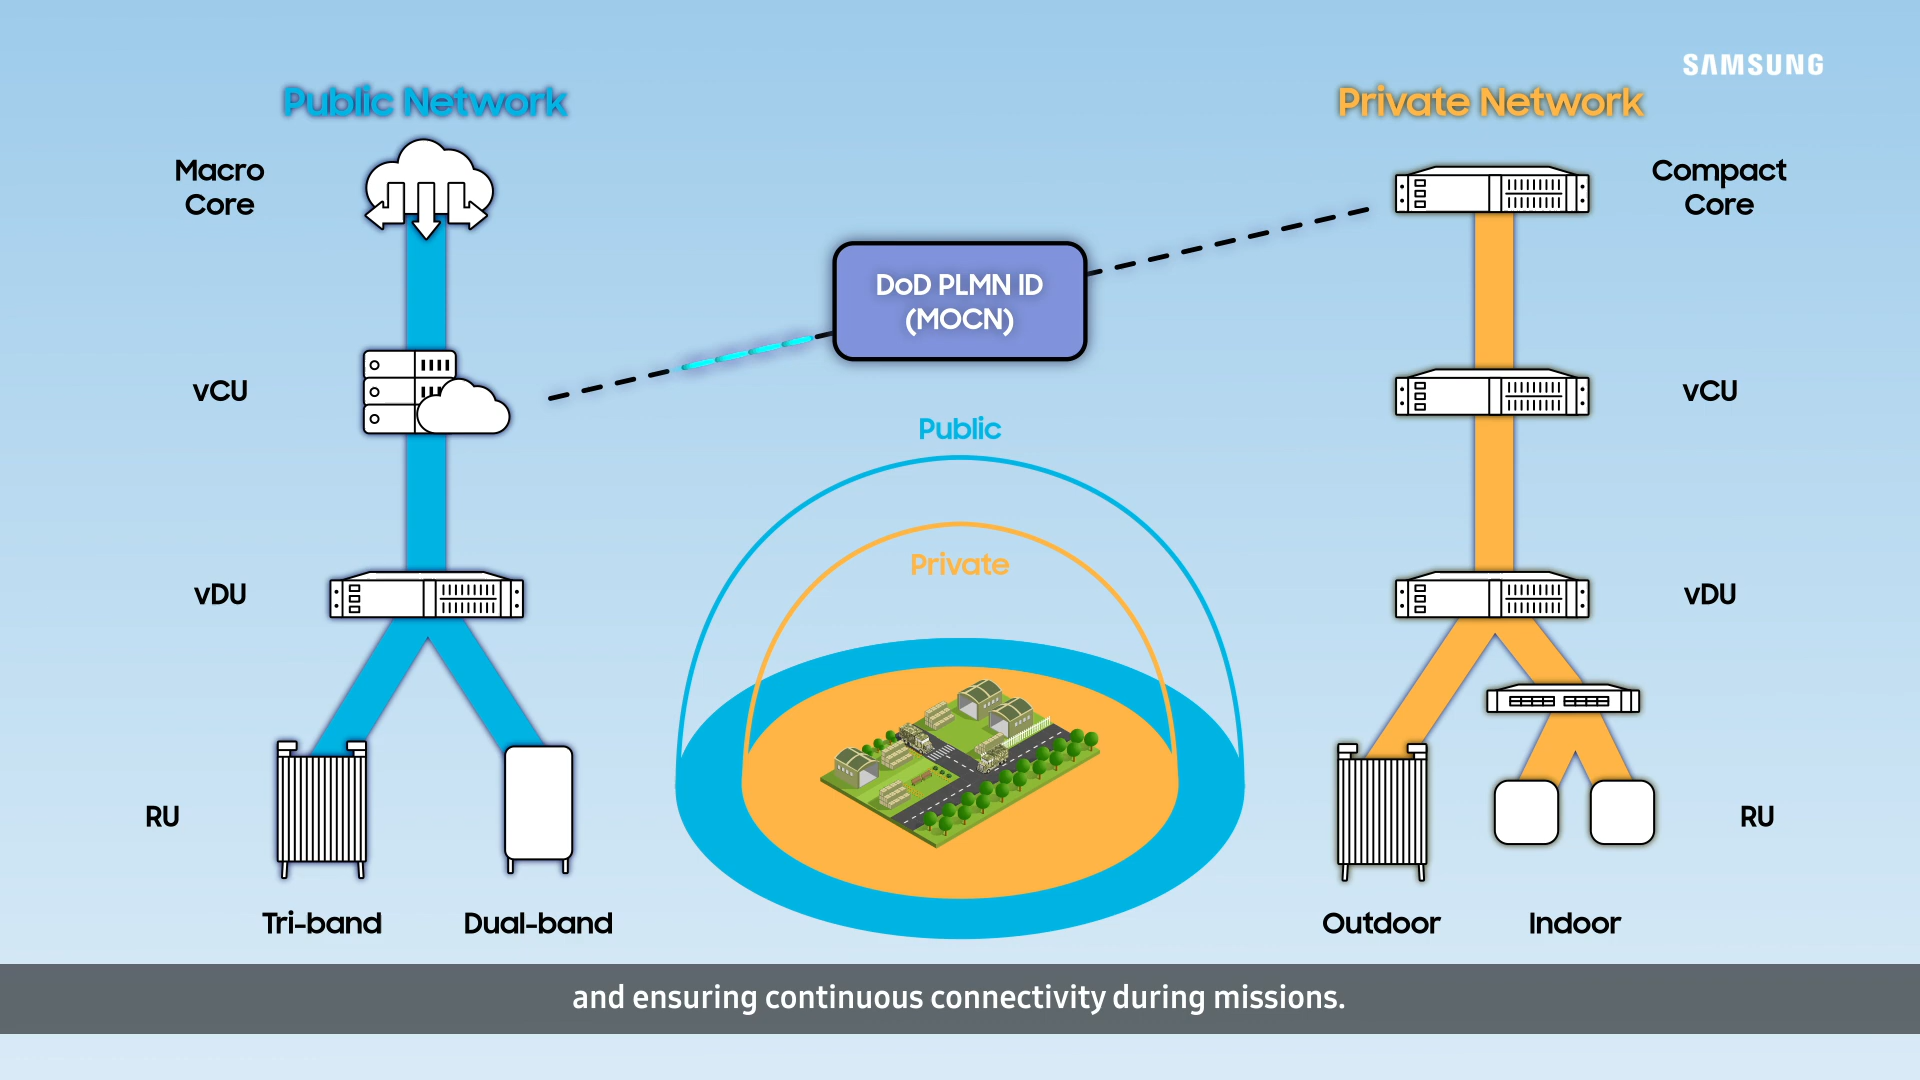 SAMSUNG
Public Network
Private Network
Macro
Core
Compact
Core
DoD PLMN ID
(MOCN)
vCU
vCU
Public
Private
vDU
vDU
RU
RU
Tri-band
Dual-band
Outdoor
Indoor
and ensuring continuous connectivity during missions.